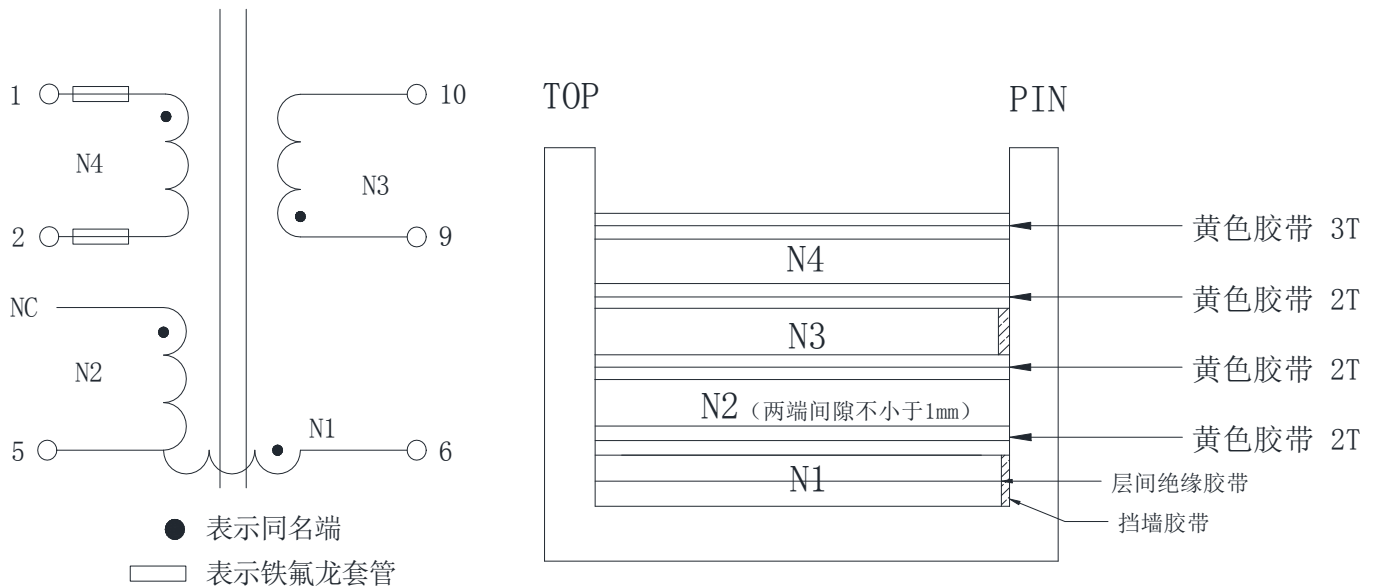 1
N4
2
NC
N2
5
10
N3
9
N1
6
表示同名端
表示铁氟龙套管
TOP
PIN
N4
N3
N2（两端间隙不小于1mm）
N1
黄色胶带 3T
黄色胶带 2T
黄色胶带 2T
黄色胶带 2T
层间绝缘胶带
挡墙胶带